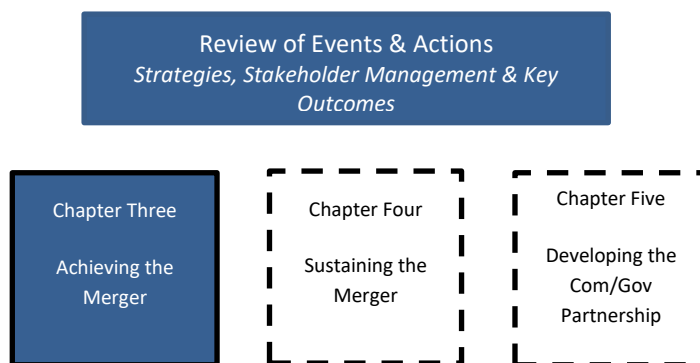 Review of Events & Actions
Strategies, Stakeholder Management & Key
Outcomes
Chapter Three
Achieving the
Merger
Chapter Four
Sustaining the
Merger
Chapter Five
Developing the
Com/Gov
Partnership